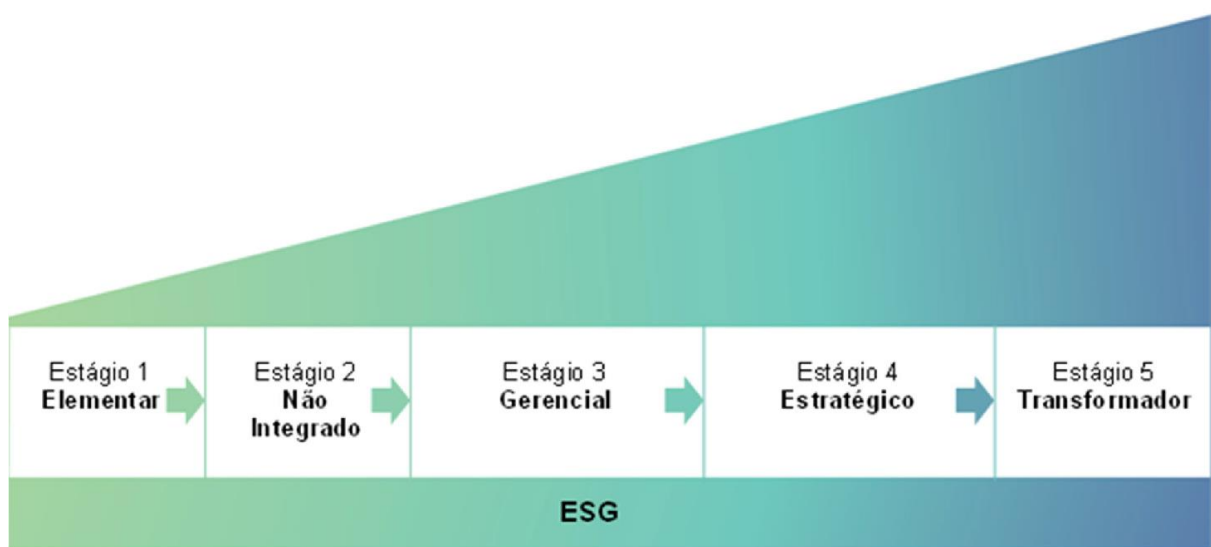 Estágio 1
Elementar
Estágio 2
Não
Integrado
Estágio 3
Gerencial
Estágio 4
Estratégico
Estágio 5
Transformador
ESG